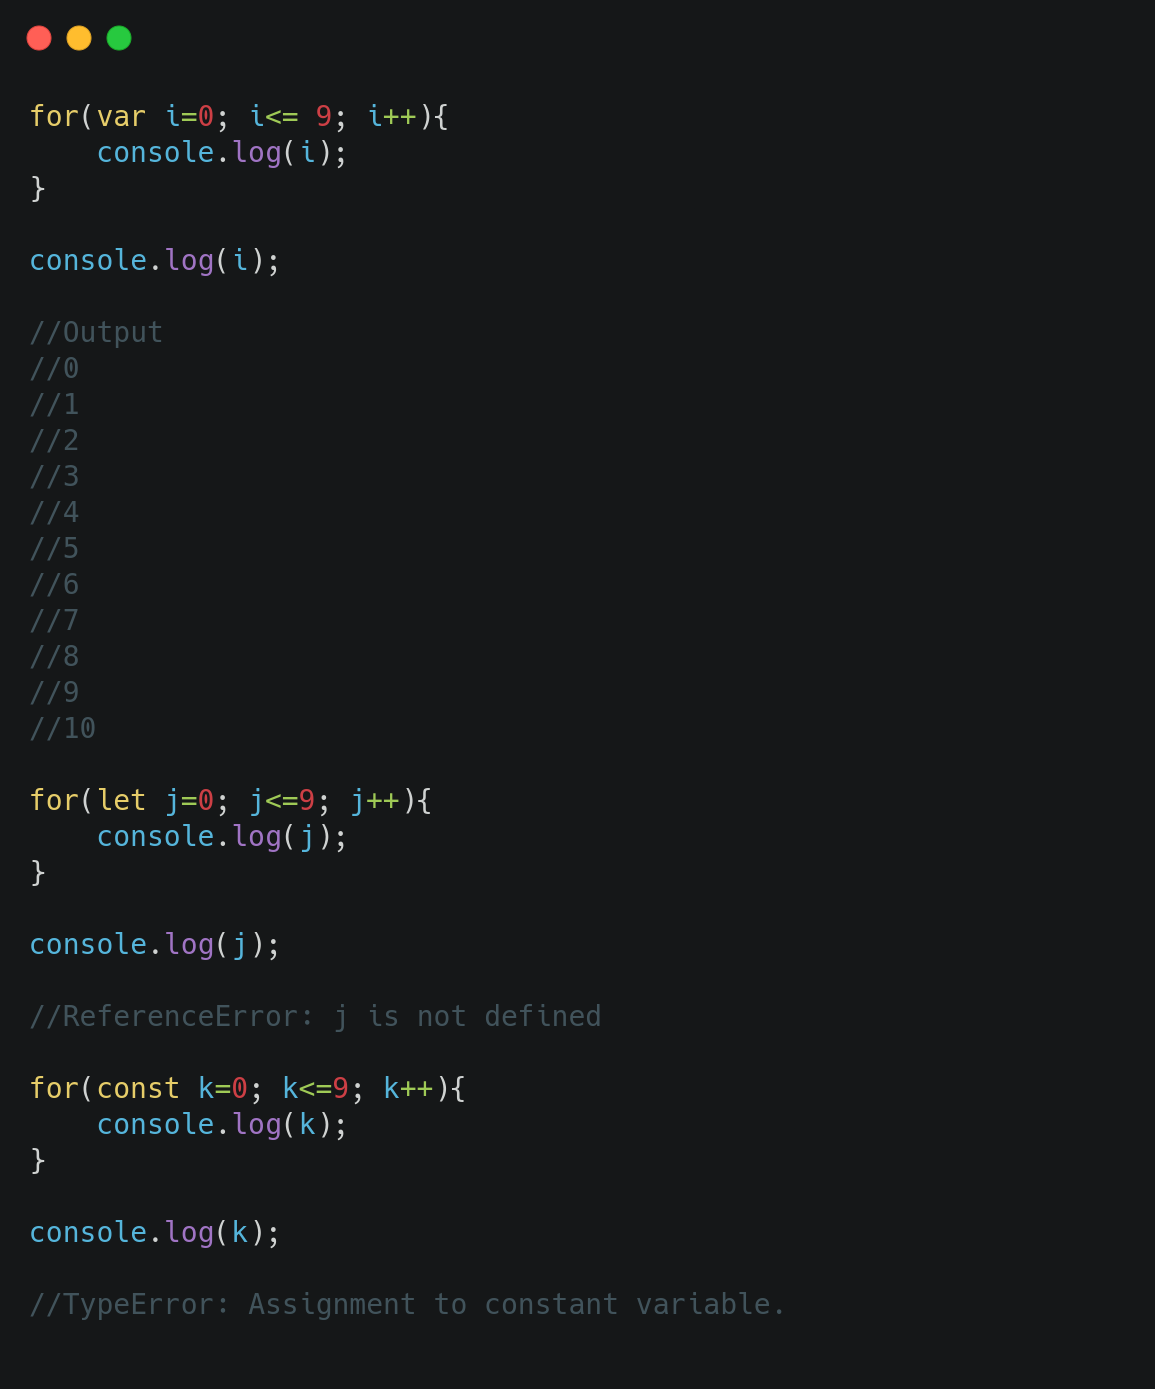 for(var i=0; i<= 9; i++){
    console.log(i);
}

console.log(i);

//Output
//0
//1
//2
//3
//4
//5
//6
//7
//8
//9
//10

for(let j=0; j<=9; j++){
    console.log(j);
}

console.log(j);

//ReferenceError: j is not defined

for(const k=0; k<=9; k++){
    console.log(k);
}

console.log(k);

//TypeError: Assignment to constant variable.